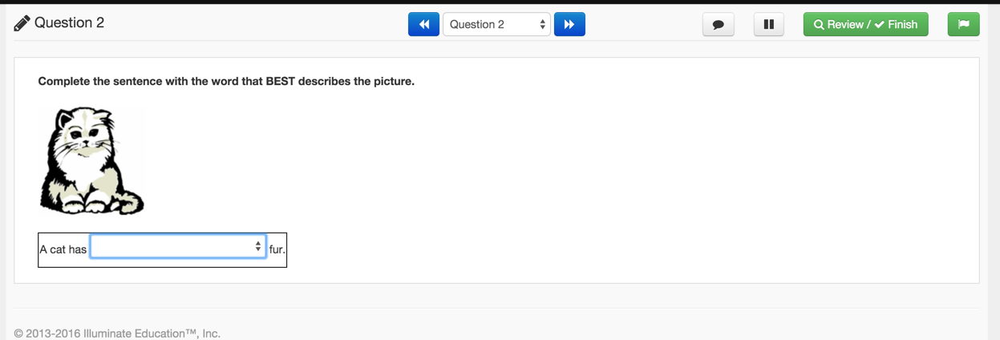 Question 2
Question 2
Review / Finish
Complete the sentence with the word that BEST describes the picture.
A cat has fur.
© 2013-2016 Illuminate Education™, Inc.